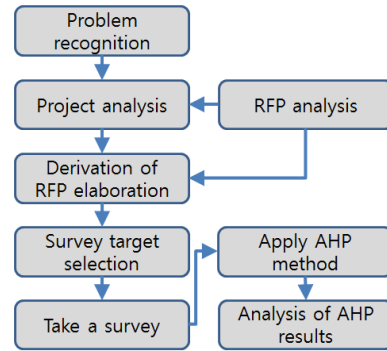 Problem
recognition
Project analysis
RFP analysis
Derivation of
RFP elaboration
Survey target
selection
Apply AHP
method
Take a survey
Analysis of AHP
results